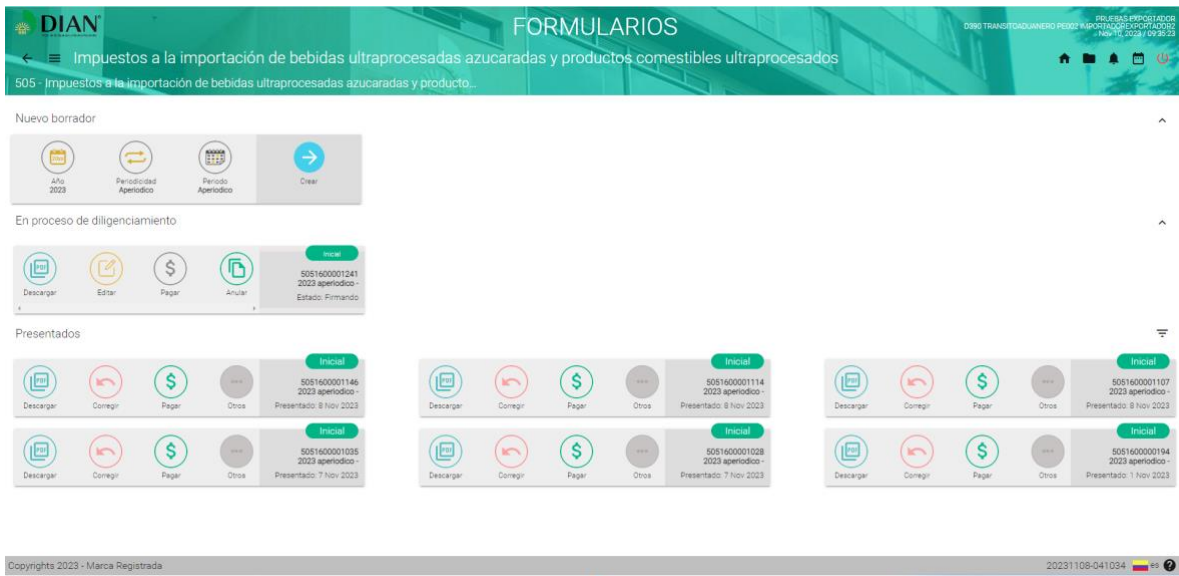 DIAN
FORMULARIOS
PRUEBAS EXPORTADOR
D390 TRANSITOADUANERO PE002 IMPORTADOREXPORTADOR2
Nov 10, 2023 / 09:35:23
Impuestos a la importación de bebidas ultraprocesadas azucaradas y productos comestibles ultraprocesados
505 - Impuestos a la importación de bebidas ultraprocesadas azucaradas y producto...
Nuevo borrador
Año
2023
Periodicidad
Aperiodico
Periodo
Aperiodico
Crear
En proceso de diligenciamiento
Descargar
Editar
Pagar
Anular
Inicial
5051600001241
2023 aperiodico -
Estado: Firmando
Presentados
Descargar
Corregir
Pagar
Otros
Inicial
5051600001146
2023 aperiodico -
Presentado: 8 Nov 2023
Descargar
Corregir
Pagar
Otros
Inicial
5051600001114
2023 aperiodico -
Presentado: 8 Nov 2023
Descargar
Corregir
Pagar
Otros
Inicial
5051600001107
2023 aperiodico -
Presentado: 8 Nov 2023
Descargar
Corregir
Pagar
Otros
Inicial
5051600001035
2023 aperiodico -
Presentado: 7 Nov 2023
Descargar
Corregir
Pagar
Otros
Inicial
5051600001028
2023 aperiodico -
Presentado: 7 Nov 2023
Descargar
Corregir
Pagar
Otros
Inicial
5051600000194
2023 aperiodico -
Presentado: 1 Nov 2023
Copyrights 2023 - Marca Registrada
20231108-041034 es